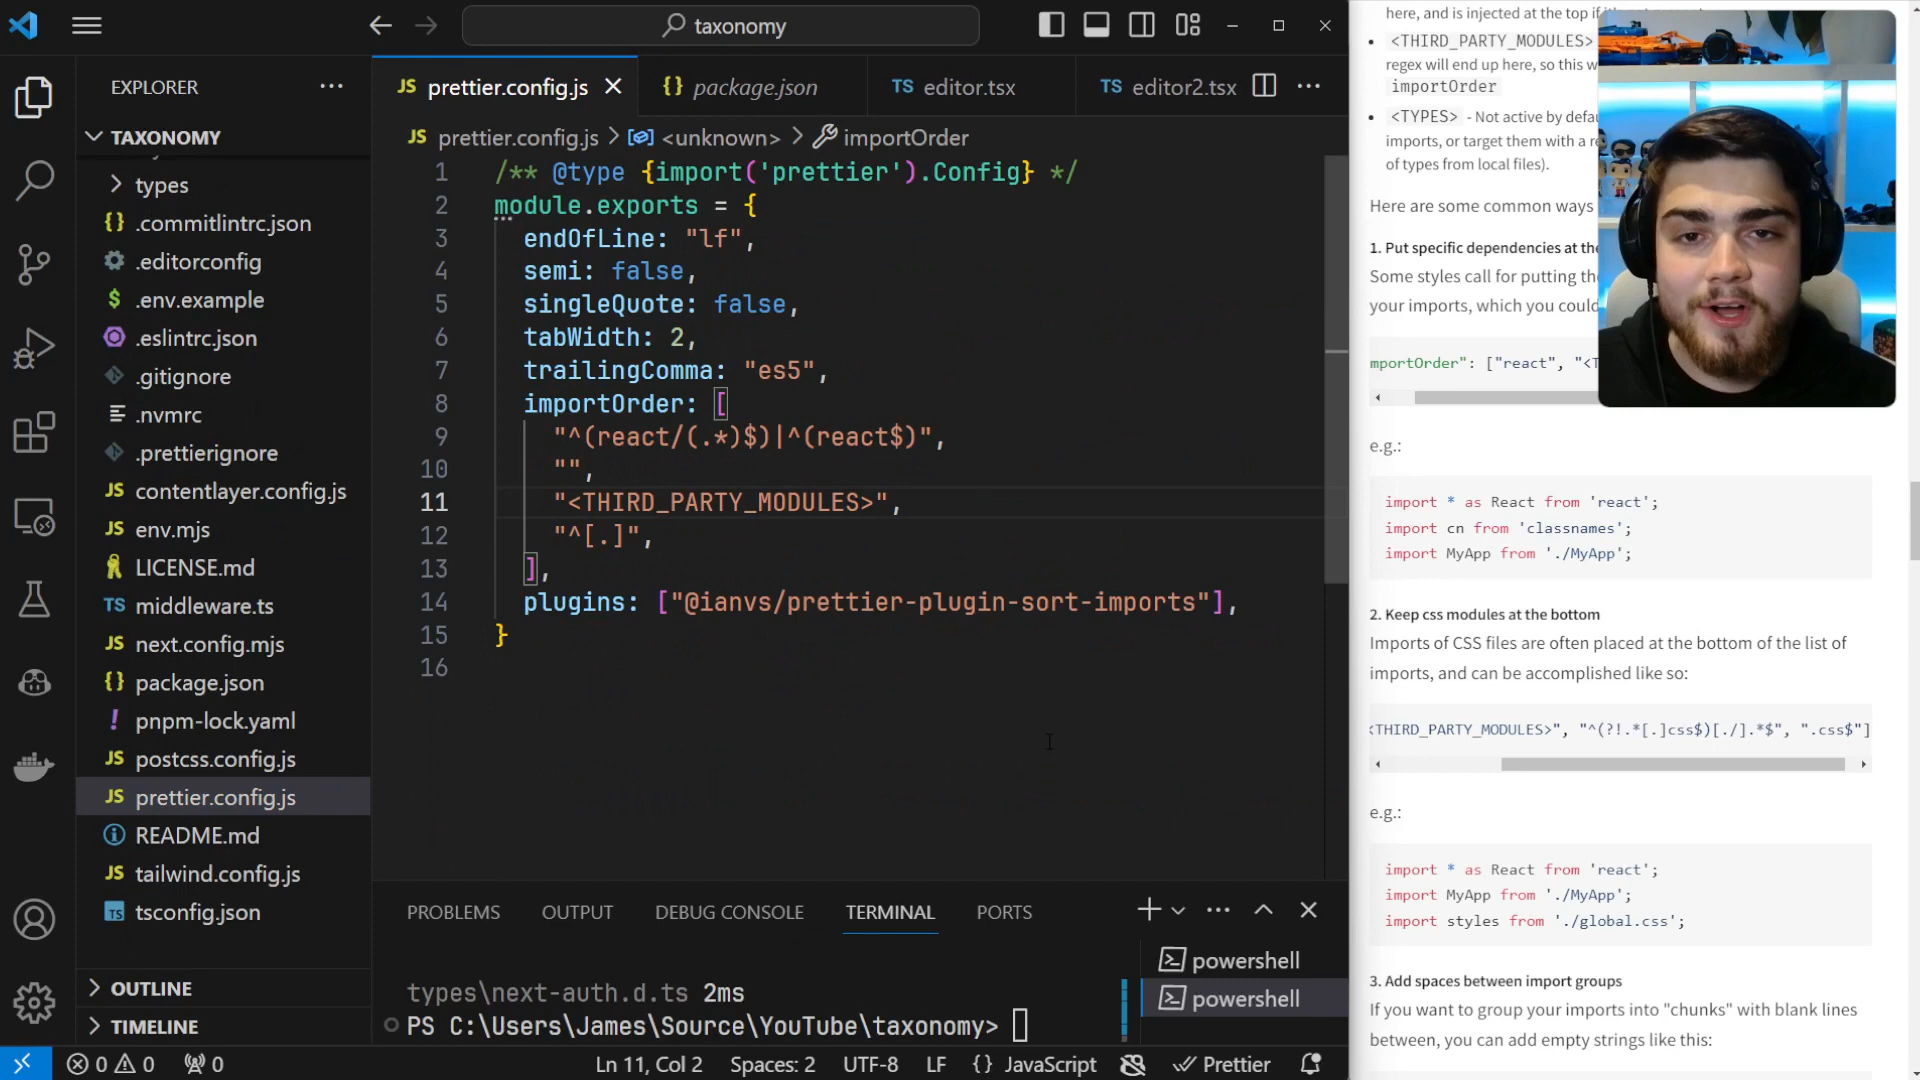 taxonomy
EXPLORER
TAXONOMY
types
.commitlintrc.json
.editorconfig
.env.example
.eslintrc.json
.gitignore
.nvmrc
.prettierignore
contentlayer.config.js
env.mjs
LICENSE.md
middleware.ts
next.config.mjs
package.json
pnpm-lock.yaml
postcss.config.js
prettier.config.js
README.md
tailwind.config.js
tsconfig.json
OUTLINE
TIMELINE
JS prettier.config.js
{} package.json
TS editor.tsx
TS editor2.tsx
JS prettier.config.js > <unknown> > importOrder
1 /** @type {import('prettier').Config} */
2 module.exports = {
3 endOfLine: "lf",
4 semi: false,
5 singleQuote: false,
6 tabWidth: 2,
7 trailingComma: "es5",
8 importOrder: [
9 "^(react/(.*)$)|^(react$)",
10 "",
11 "<THIRD_PARTY_MODULES>",
12 "^[.]",
13 ],
14 plugins: ["@ianvs/prettier-plugin-sort-imports"],
15 }
16
PROBLEMS OUTPUT DEBUG CONSOLE TERMINAL PORTS
types\next-auth.d.ts 2ms
PS C:\Users\James\Source\YouTube\taxonomy>
powershell
powershell
0 0 0 Ln 11, Col 2 Spaces: 2 UTF-8 LF {} JavaScript Prettier
here, and is injected at the top if
<THIRD_PARTY_MODULES>
regex will end up here, so this w
importOrder
<TYPES> - Not active by defau
imports, or target them with a re
of types from local files).
Here are some common ways
1. Put specific dependencies at the
Some styles call for putting the
your imports, which you could
mportOrder": ["react", "<T
e.g.:
import * as React from 'react';
import cn from 'classnames';
import MyApp from './MyApp';
2. Keep css modules at the bottom
Imports of CSS files are often placed at the bottom of the list of
imports, and can be accomplished like so:
<THIRD_PARTY_MODULES>", "^(?!.*[.]css$)[./].*$", ".css$"]
e.g.:
import * as React from 'react';
import MyApp from './MyApp';
import styles from './global.css';
3. Add spaces between import groups
If you want to group your imports into "chunks" with blank lines
between, you can add empty strings like this: